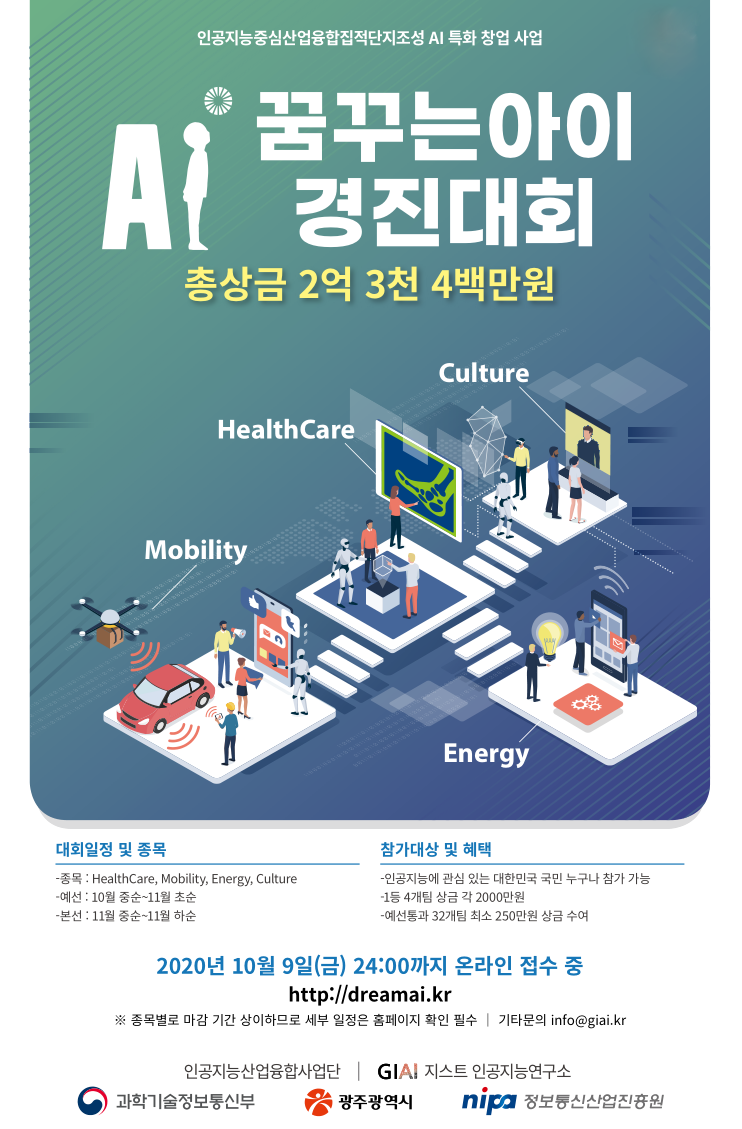 인공지능중심산업융합집적단지조성 AI 특화 창업 사업
Ai 꿈꾸는아이
경진대회
총상금 2억 3천 4백만원
Culture
HealthCare
Mobility
Energy
대회일정 및 종목
-종목 : HealthCare, Mobility, Energy, Culture
-예선 : 10월 중순~11월 초순
-본선 : 11월 중순~11월 하순
참가대상 및 혜택
-인공지능에 관심 있는 대한민국 국민 누구나 참가 가능
-1등 4개팀 상금 각 2000만원
-예선통과 32개팀 최소 250만원 상금 수여
2020년 10월 9일(금) 24:00까지 온라인 접수 중
http://dreamai.kr
※ 종목별로 마감 기간 상이하므로 세부 일정은 홈페이지 확인 필수 | 기타문의 info@giai.kr
인공지능산업융합사업단 | GIAI 지스트 인공지능연구소
과학기술정보통신부 광주광역시 nipa 정보통신산업진흥원